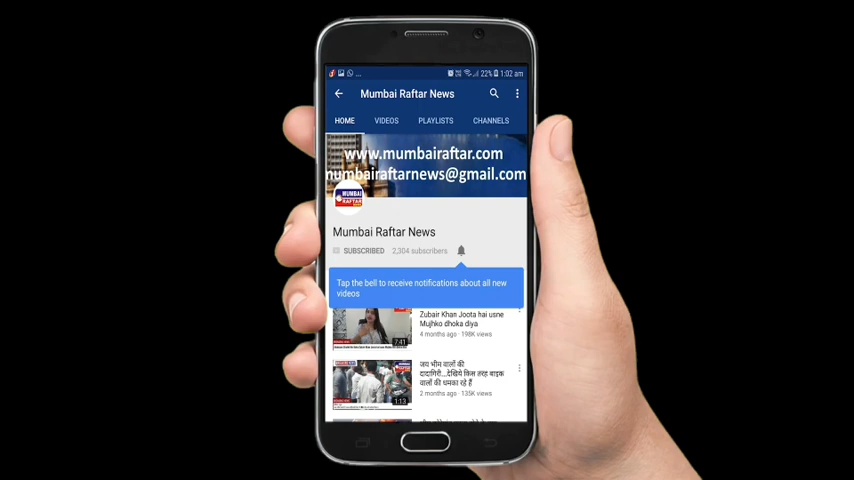 22% 1:02 am
Mumbai Raftar News
HOME VIDEOS PLAYLISTS CHANNELS
www.mumbairaftar.com
numbairaftarnews@gmail.com
MUMBAI
RAFTAR
Mumbai Raftar News
SUBSCRIBED 2,304 subscribers
Tap the bell to receive notifications about all new
videos
Zubair Khan Joota hai usne
Mujhko dhoka diya
4 months ago · 198K views
7:41
जय भीम वालों की
दादागिरी...देखिये किस तरह बाइक
वालों की धमका रहे हैं
2 months ago · 135K views
1:13